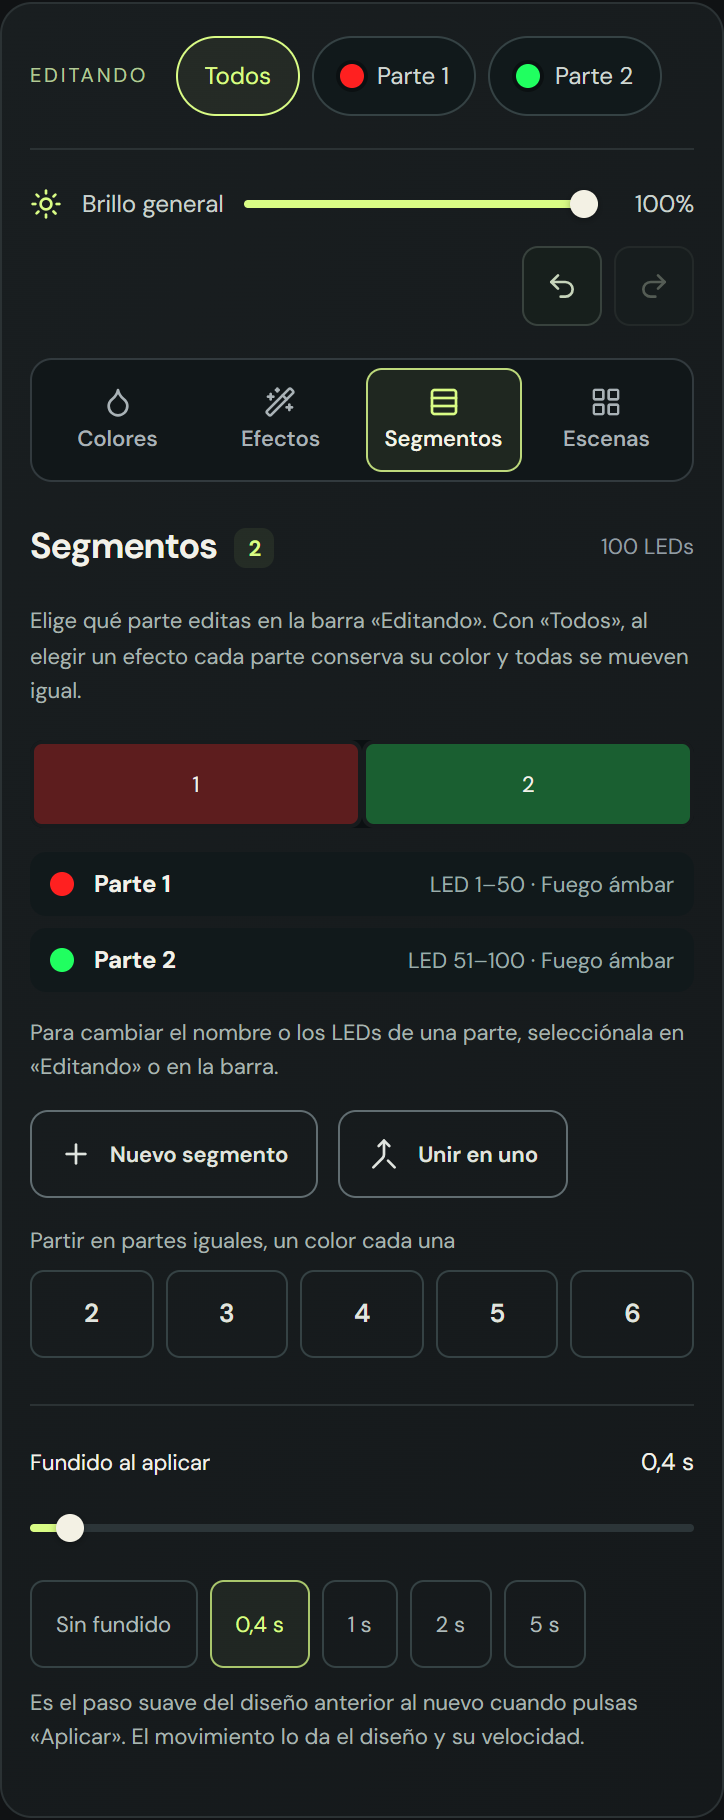 EDITANDO Todos Parte 1 Parte 2
Brillo general 100%
Colores Efectos Segmentos Escenas
Segmentos 2 100 LEDs
Elige qué parte editas en la barra «Editando». Con «Todos», al
elegir un efecto cada parte conserva su color y todas se mueven
igual.
1 2
Parte 1 LED 1–50 · Fuego ámbar
Parte 2 LED 51–100 · Fuego ámbar
Para cambiar el nombre o los LEDs de una parte, selecciónala en
«Editando» o en la barra.
Nuevo segmento Unir en uno
Partir en partes iguales, un color cada una
2 3 4 5 6
Fundido al aplicar 0,4 s
Sin fundido 0,4 s 1 s 2 s 5 s
Es el paso suave del diseño anterior al nuevo cuando pulsas
«Aplicar». El movimiento lo da el diseño y su velocidad.